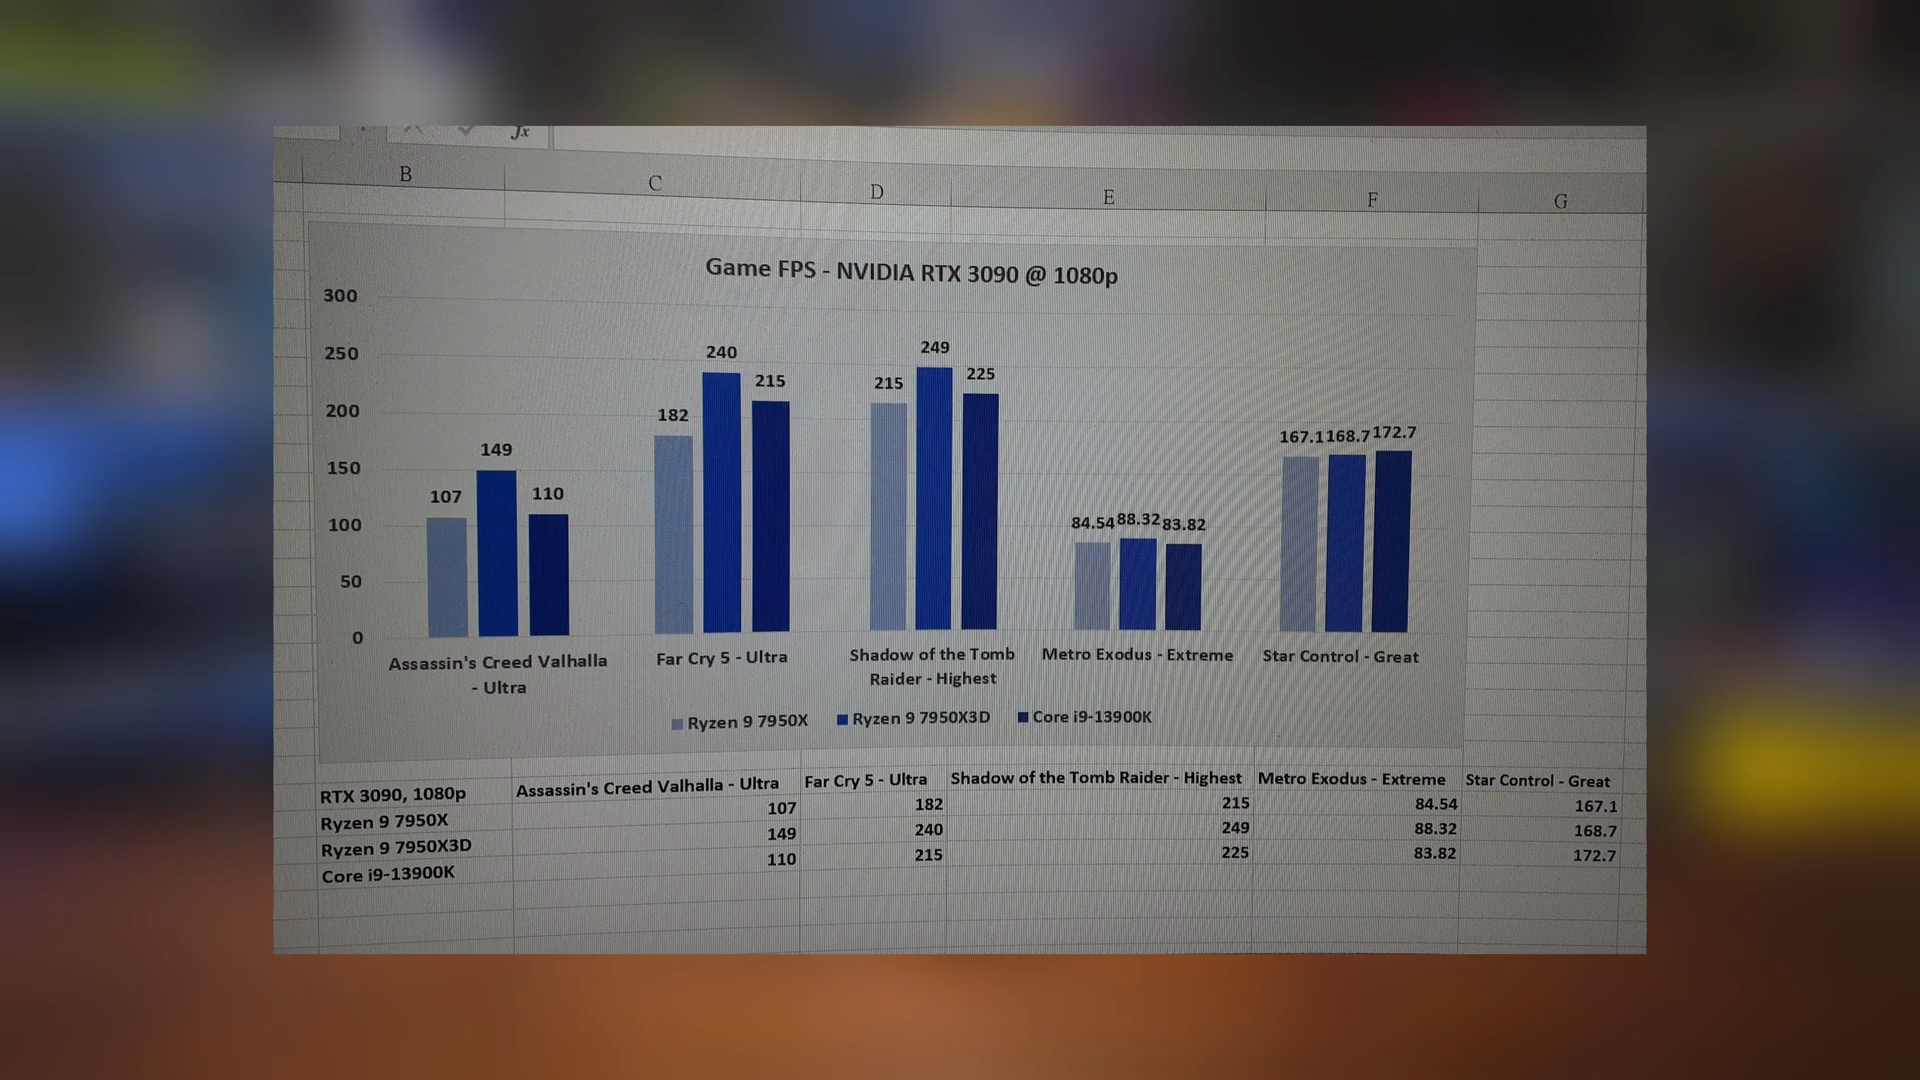 fx
B C D E F G
Game FPS - NVIDIA RTX 3090 @ 1080p
300
250
200
150
100
50
0
107 149 110
182 240 215
215 249 225
84.54 88.32 83.82
167.1 168.7 172.7
Assassin's Creed Valhalla
- Ultra
Far Cry 5 - Ultra
Shadow of the Tomb
Raider - Highest
Metro Exodus - Extreme
Star Control - Great
Ryzen 9 7950X Ryzen 9 7950X3D Core i9-13900K
RTX 3090, 1080p Assassin's Creed Valhalla - Ultra Far Cry 5 - Ultra Shadow of the Tomb Raider - Highest Metro Exodus - Extreme Star Control - Great
Ryzen 9 7950X 107 182 215 84.54 167.1
Ryzen 9 7950X3D 149 240 249 88.32 168.7
Core i9-13900K 110 215 225 83.82 172.7